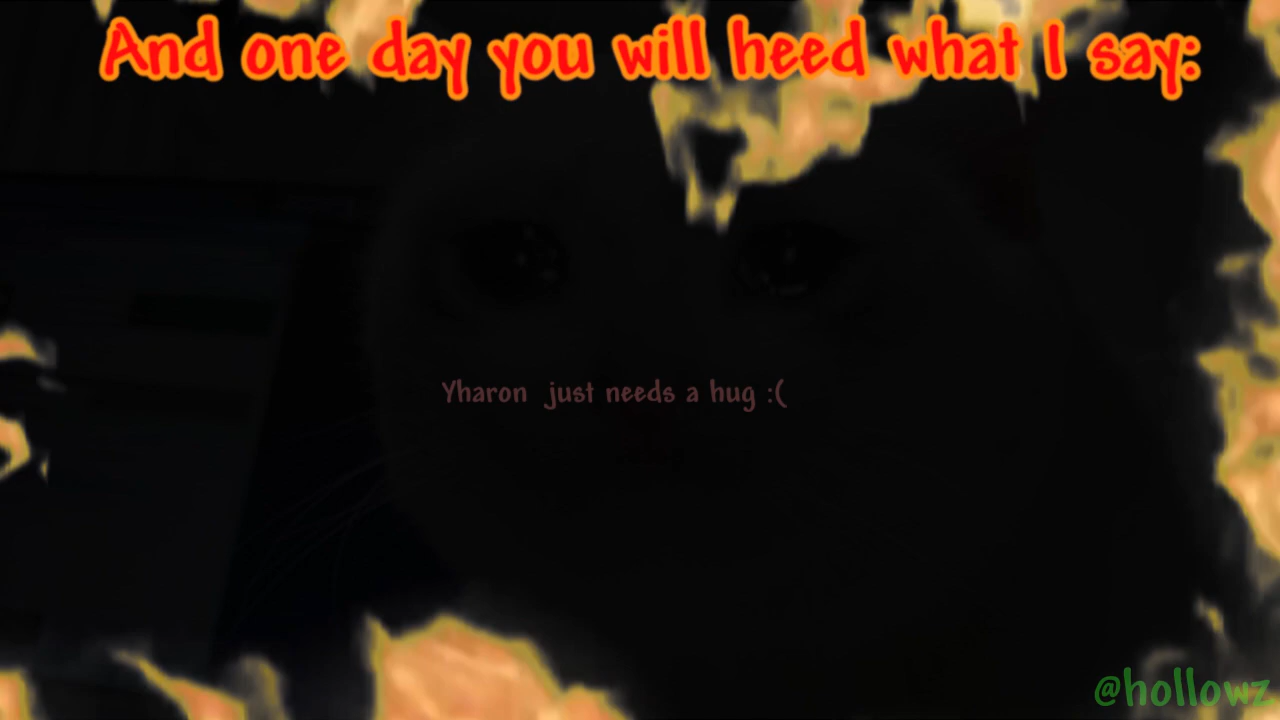 And one day you will heed what I say:
Yharon just needs a hug :(
@hollowz